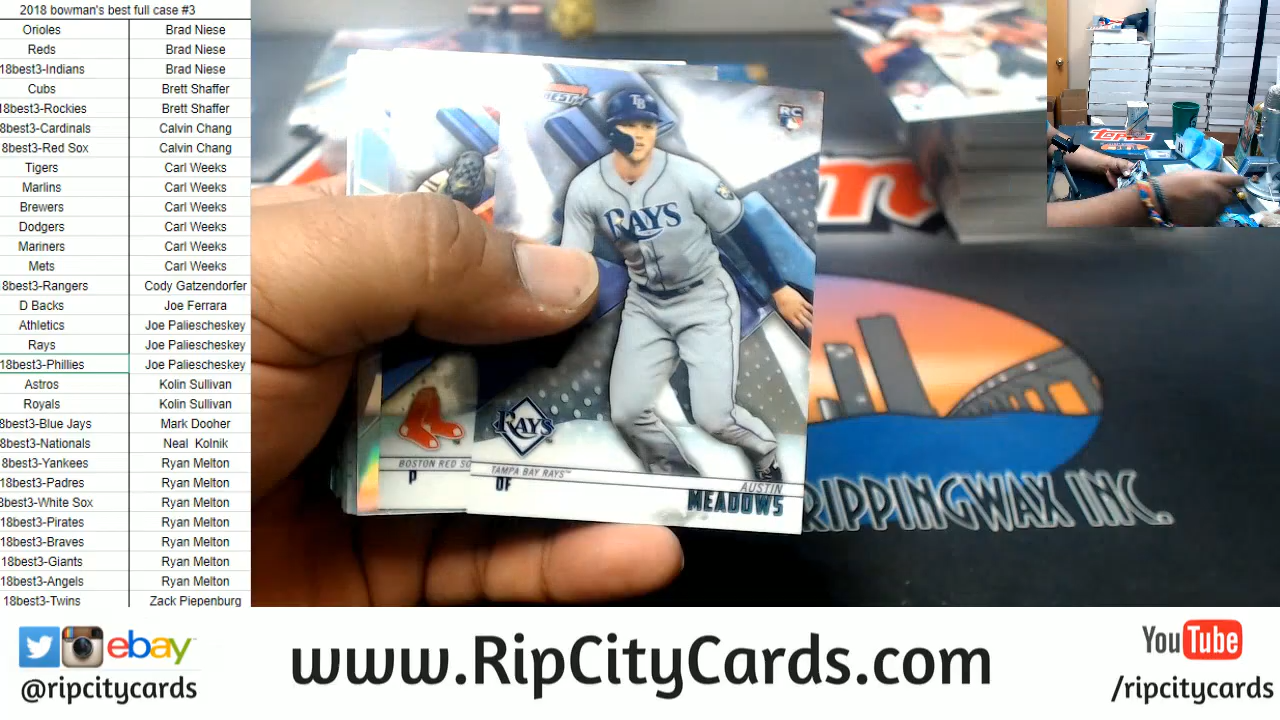 2018 bowman's best full case #3
Orioles Brad Niese
Reds Brad Niese
18best3-Indians Brad Niese
Cubs Brett Shaffer
18best3-Rockies Brett Shaffer
8best3-Cardinals Calvin Chang
8best3-Red Sox Calvin Chang
Tigers Carl Weeks
Marlins Carl Weeks
Brewers Carl Weeks
Dodgers Carl Weeks
Mariners Carl Weeks
Mets Carl Weeks
8best3-Rangers Cody Gatzendorfer
D Backs Joe Ferrara
Athletics Joe Paliescheskey
Rays Joe Paliescheskey
18best3-Phillies Joe Paliescheskey
Astros Kolin Sullivan
Royals Kolin Sullivan
8best3-Blue Jays Mark Dooher
8best3-Nationals Neal Kolnik
8best3-Yankees Ryan Melton
18best3-Padres Ryan Melton
8best3-White Sox Ryan Melton
18best3-Pirates Ryan Melton
18best3-Braves Ryan Melton
18best3-Giants Ryan Melton
18best3-Angels Ryan Melton
18best3-Twins Zack Piepenburg
RC
TB
RAYS
RAYS
BOSTON RED SO
P
TAMPA BAY RAYS™
OF
AUSTIN
MEADOWS
Topps
RIPPINGWAX INC.
ebay™
@ripcitycards
www.RipCityCards.com
YouTube
/ripcitycards